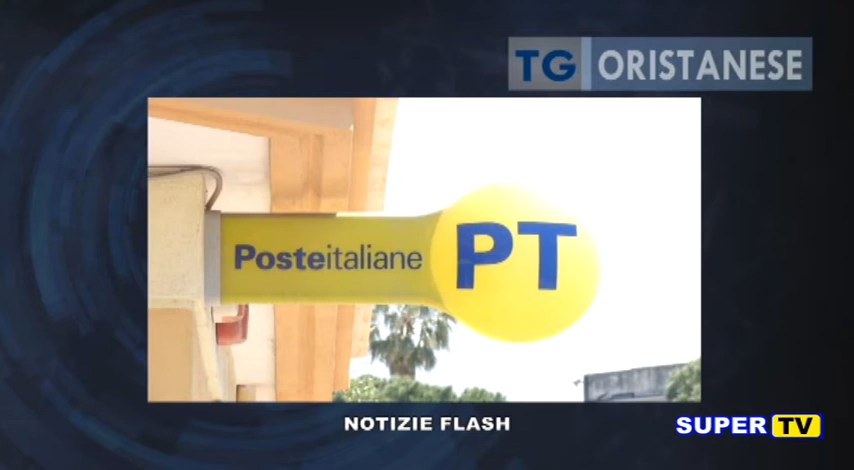 TG ORISTANESE
Posteitaliane PT
NOTIZIE FLASH
SUPER TV